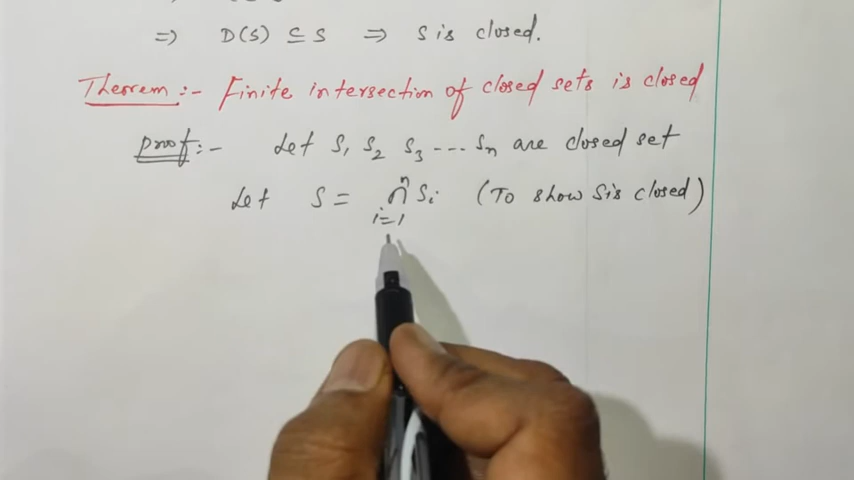 ⇒ D(S) ⊆ S ⇒ S is closed.
Theorem :- Finite intersection of closed sets is closed
Proof :- Let S₁ S₂ S₃ --- Sₙ are closed set
Let S = ⋂ⁿᵢ₌₁ Sᵢ (To show S is closed)